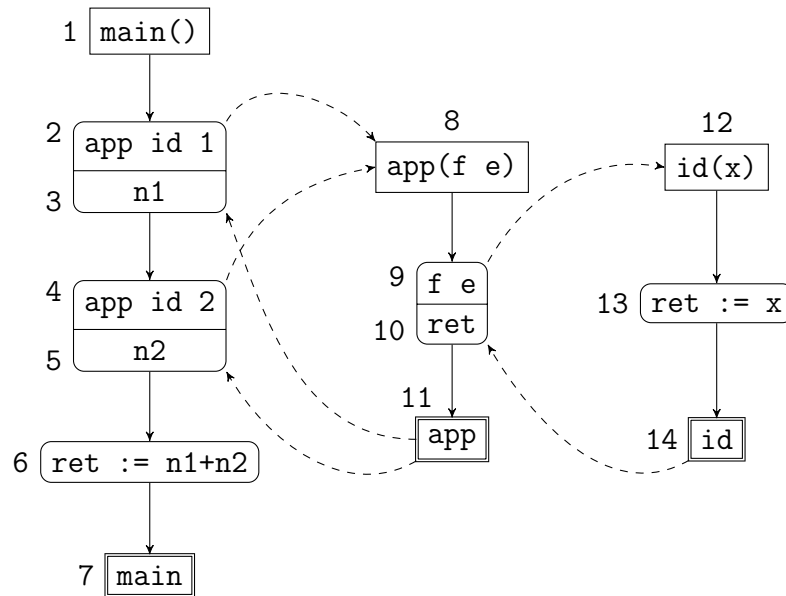 1 main()
2 app id 1
3 n1
4 app id 2
5 n2
6 ret := n1+n2
7 main
8
app(f e)
9 f e
10 ret
11
app
12
id(x)
13 ret := x
14 id